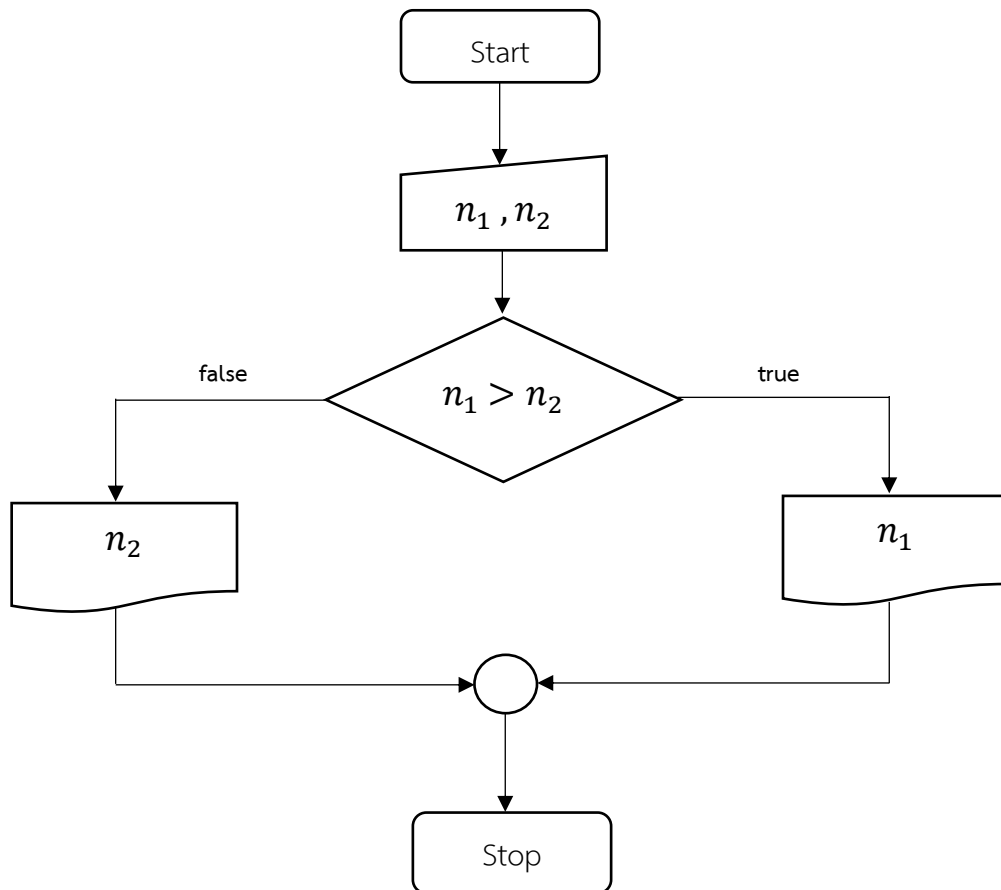 Start
n₁ , n₂
n₁ > n₂
false
true
n₂
n₁
Stop